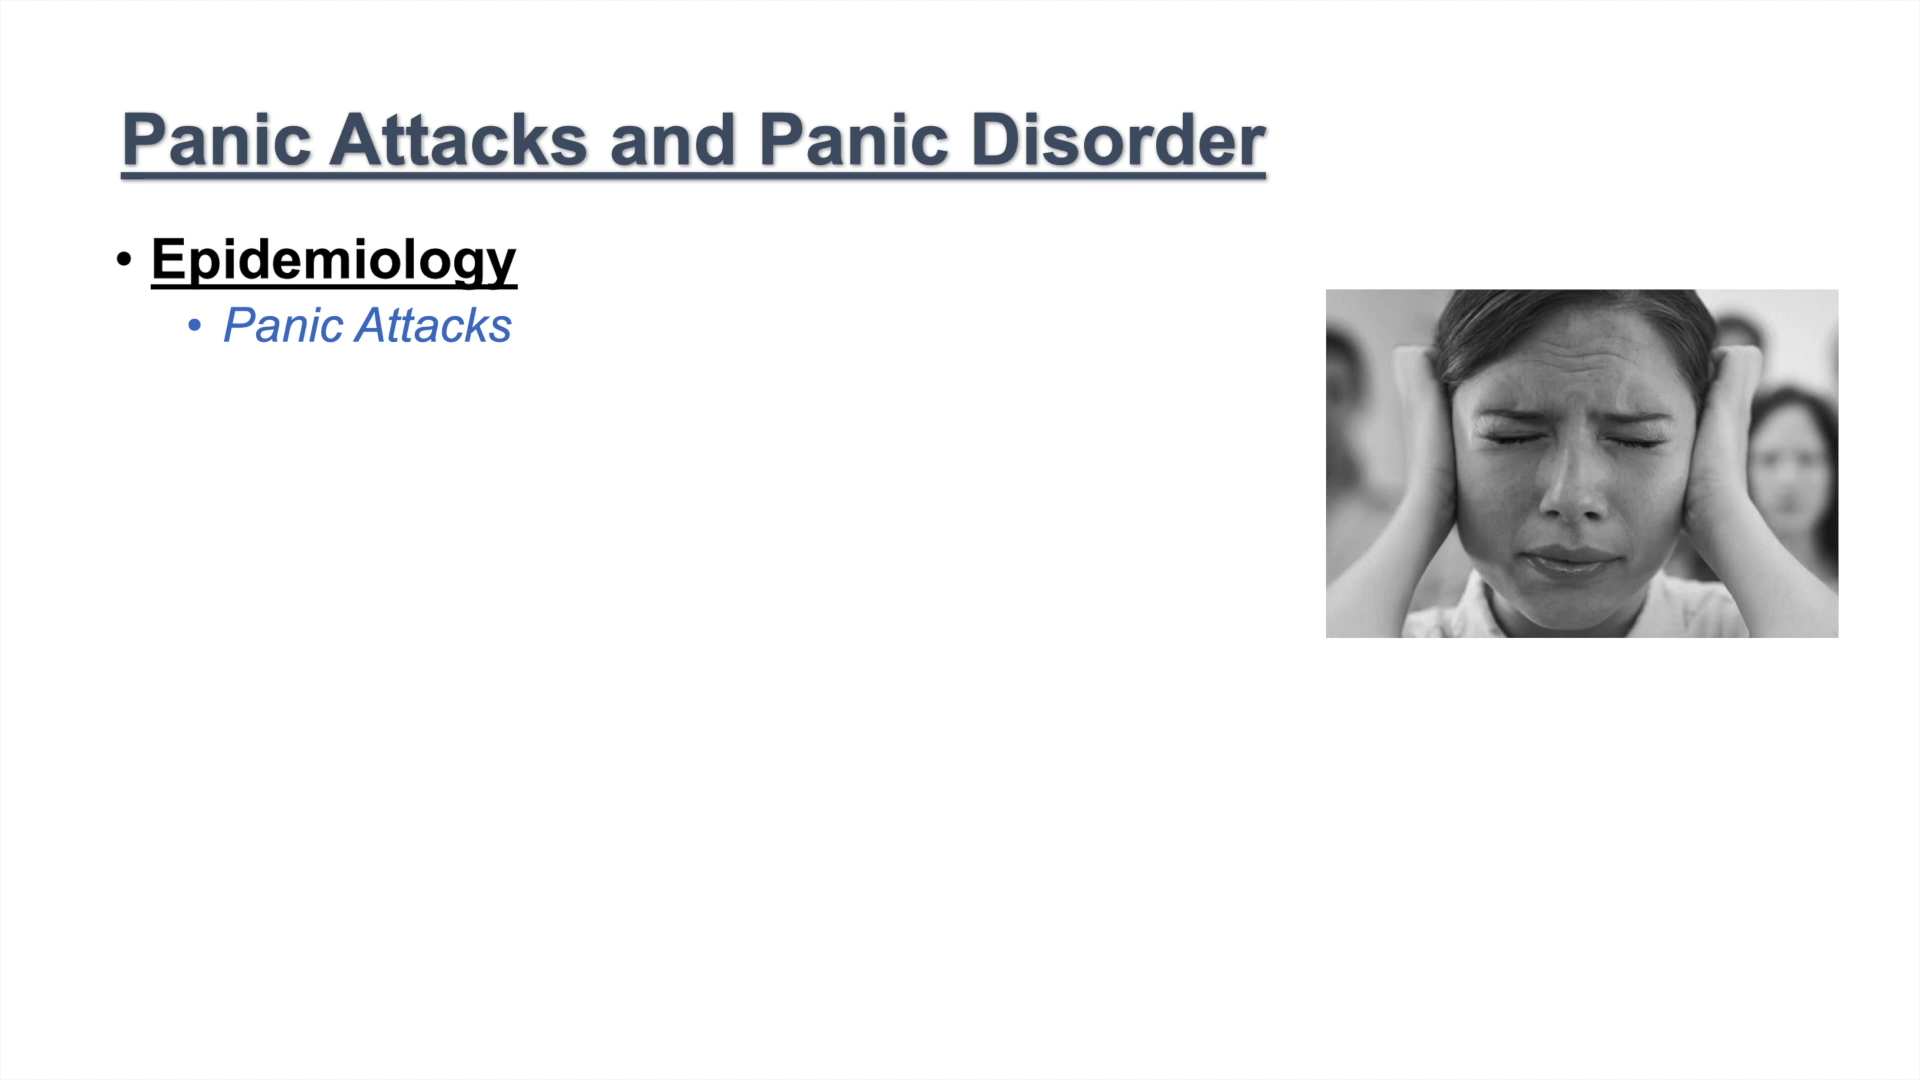 Panic Attacks and Panic Disorder
• Epidemiology
• Panic Attacks